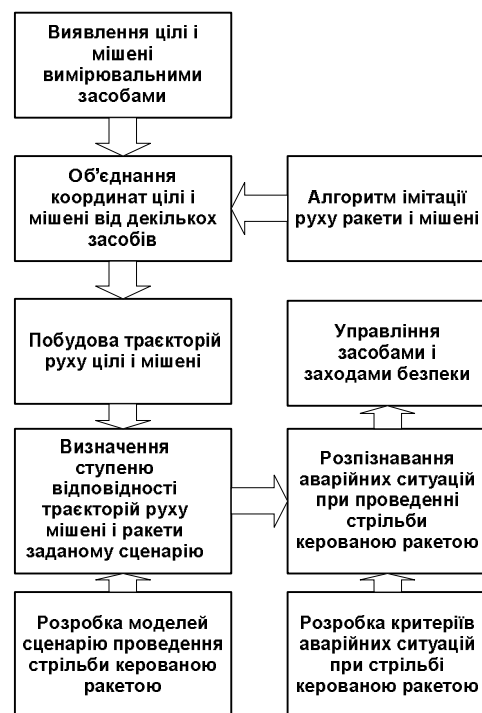 Виявлення цілі і
мішені
вимірювальними
засобами
Об’єднання
координат цілі і
мішені від декількох
засобів
Алгоритм імітації
руху ракети і мішені
Побудова траєкторій
руху цілі і мішені
Управління
засобами і
заходами безпеки
Визначення
ступеню
відповідності
траєкторій руху
мішені і ракети
заданому сценарію
Розпізнавання
аварійних ситуацій
при проведенні
стрільби
керованою ракетою
Розробка моделей
сценарію проведення
стрільби керованою
ракетою
Розробка критеріїв
аварійних ситуацій
при стрільбі
керованою ракетою